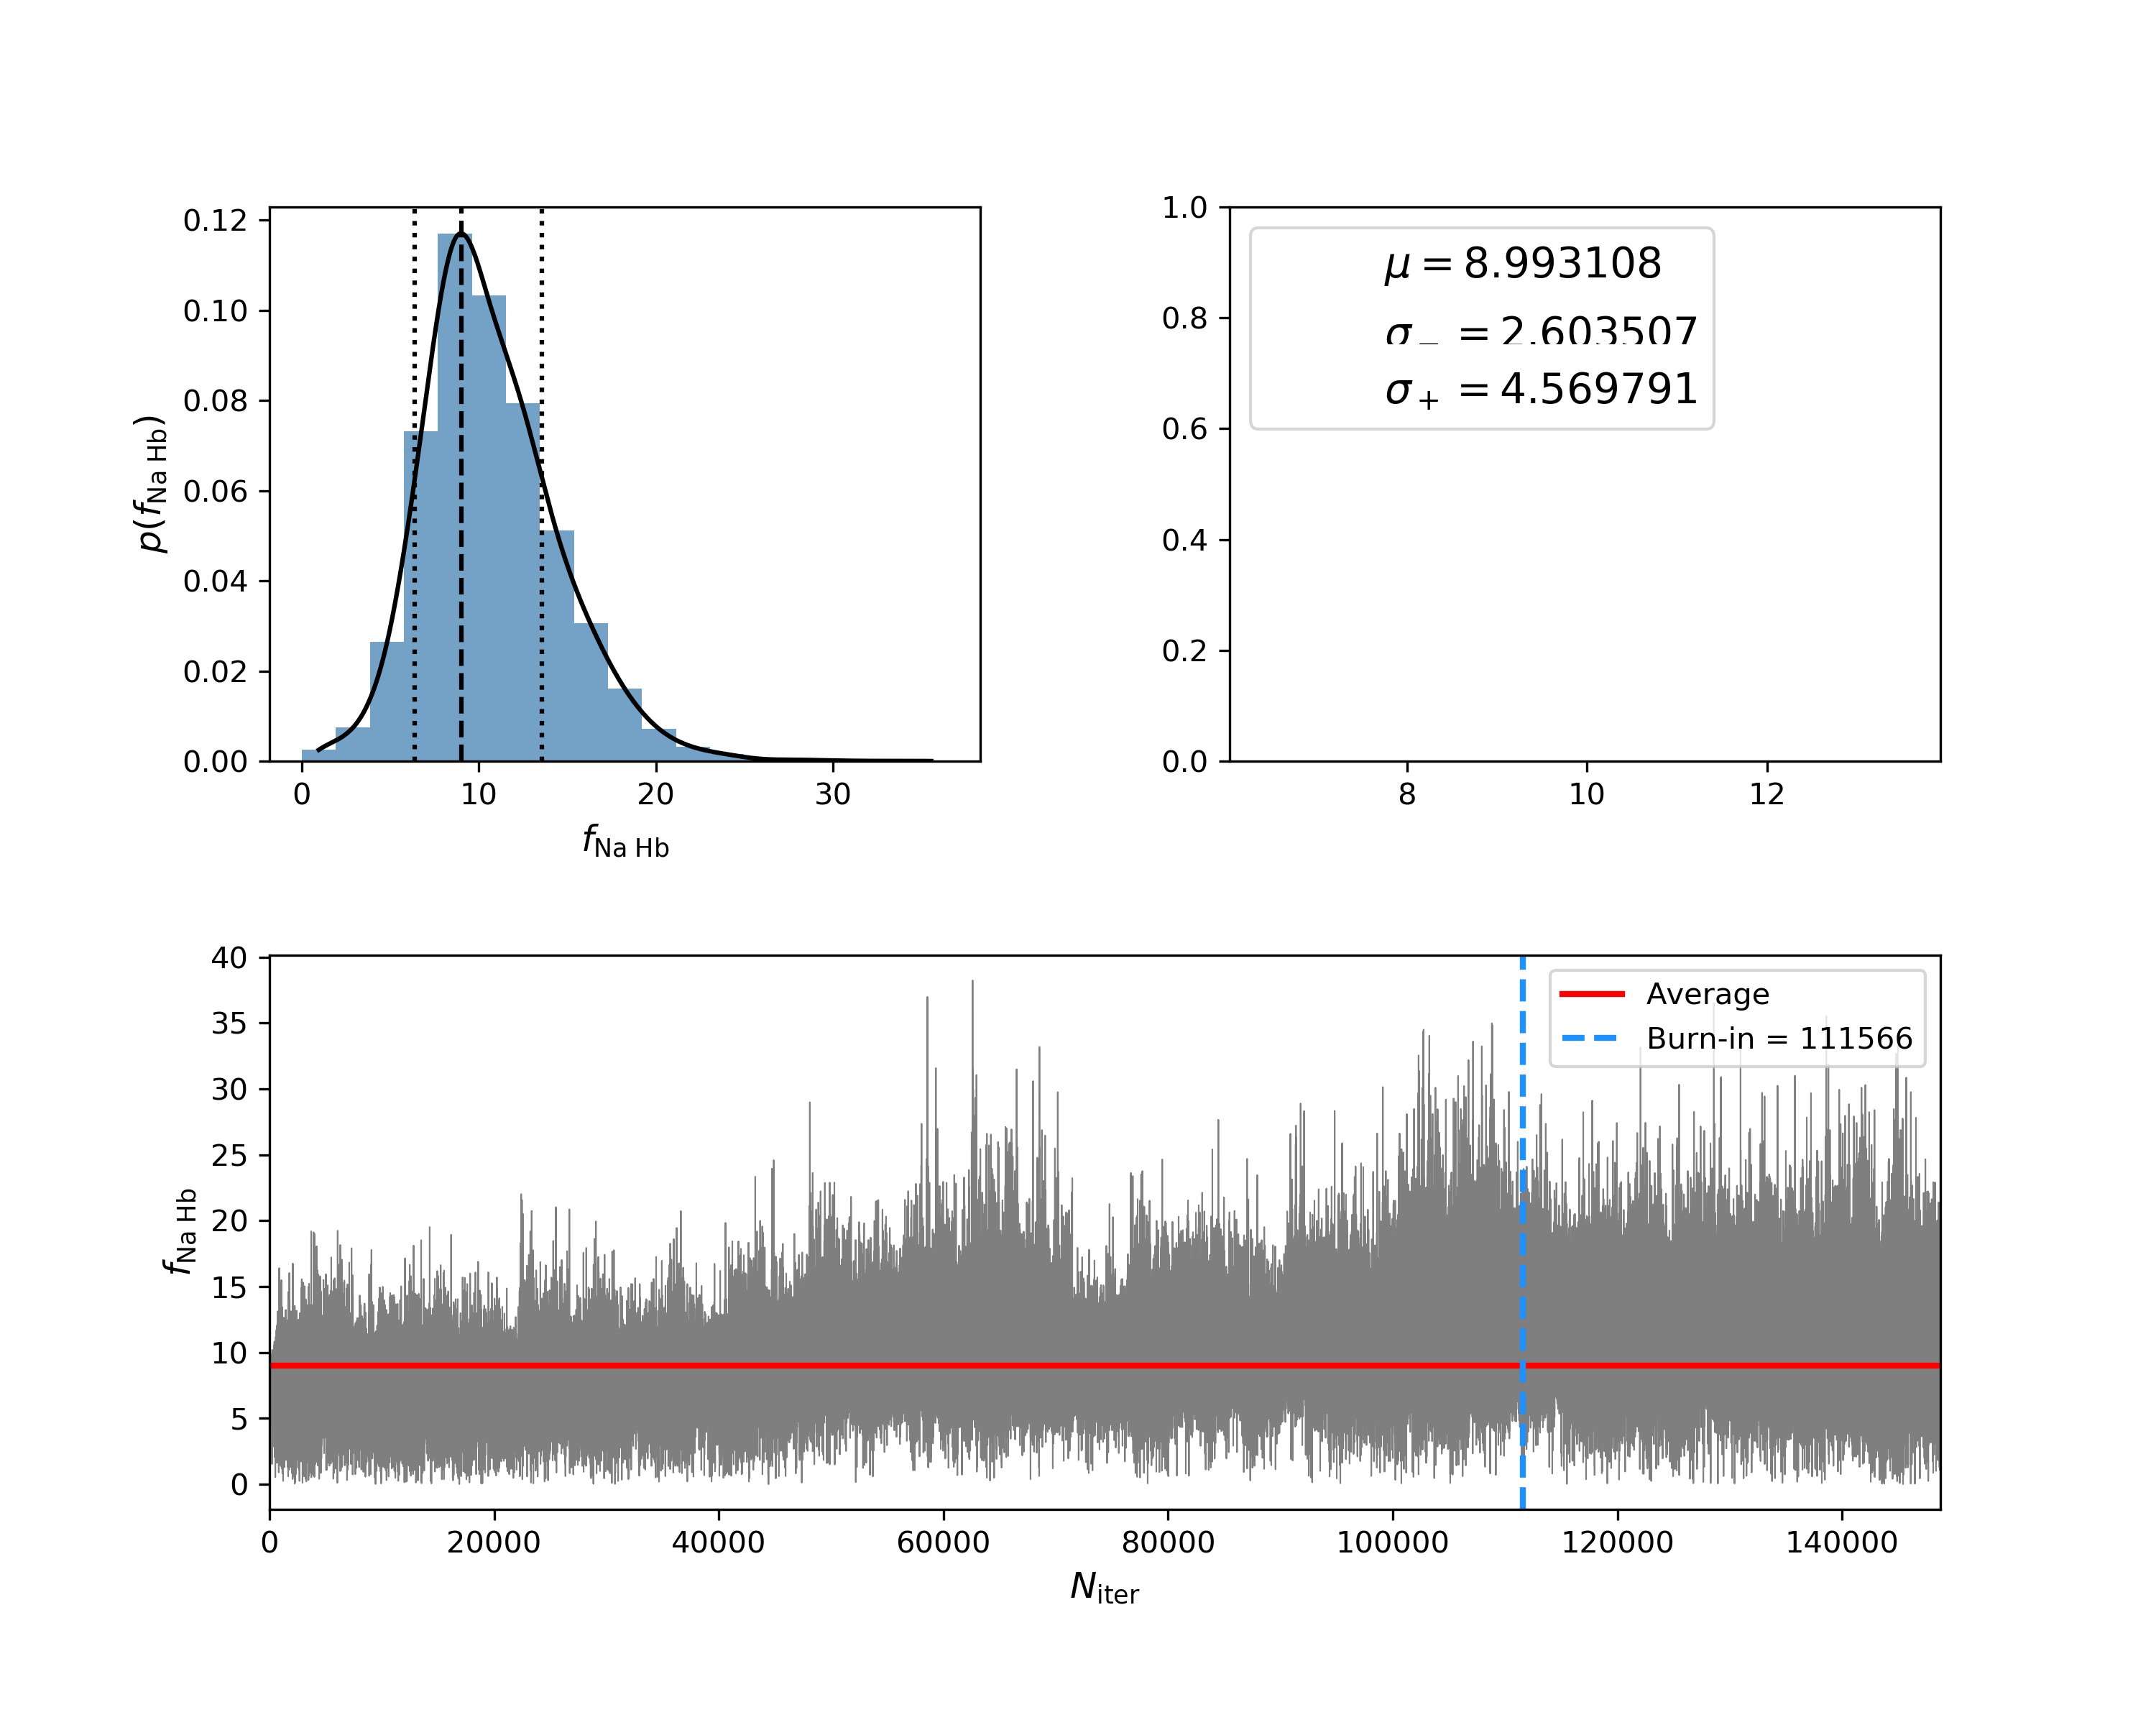 0.12
0.10
0.08
0.06
0.04
0.02
0.00
p(f_Na Hb)
0 10 20 30
f_Na Hb
1.0
0.8
0.6
0.4
0.2
0.0
μ = 8.993108
σ_− = 2.603507
σ_+ = 4.569791
8 10 12
40
35
30
25
20
15
10
5
0
f_Na Hb
Average
Burn-in = 111566
0 20000 40000 60000 80000 100000 120000 140000
N_iter